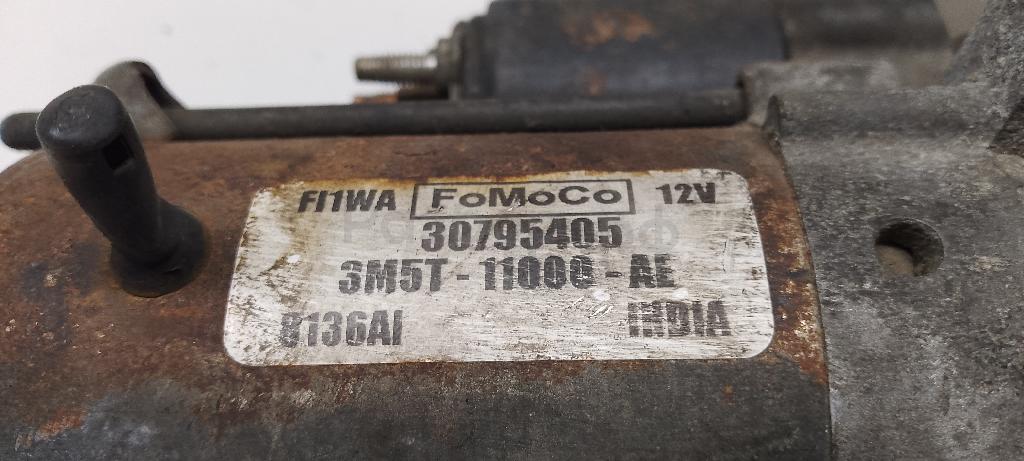 FI1WA FoMoCo 12V
30795405
3M5T-11000-AE
8136AI INDIA